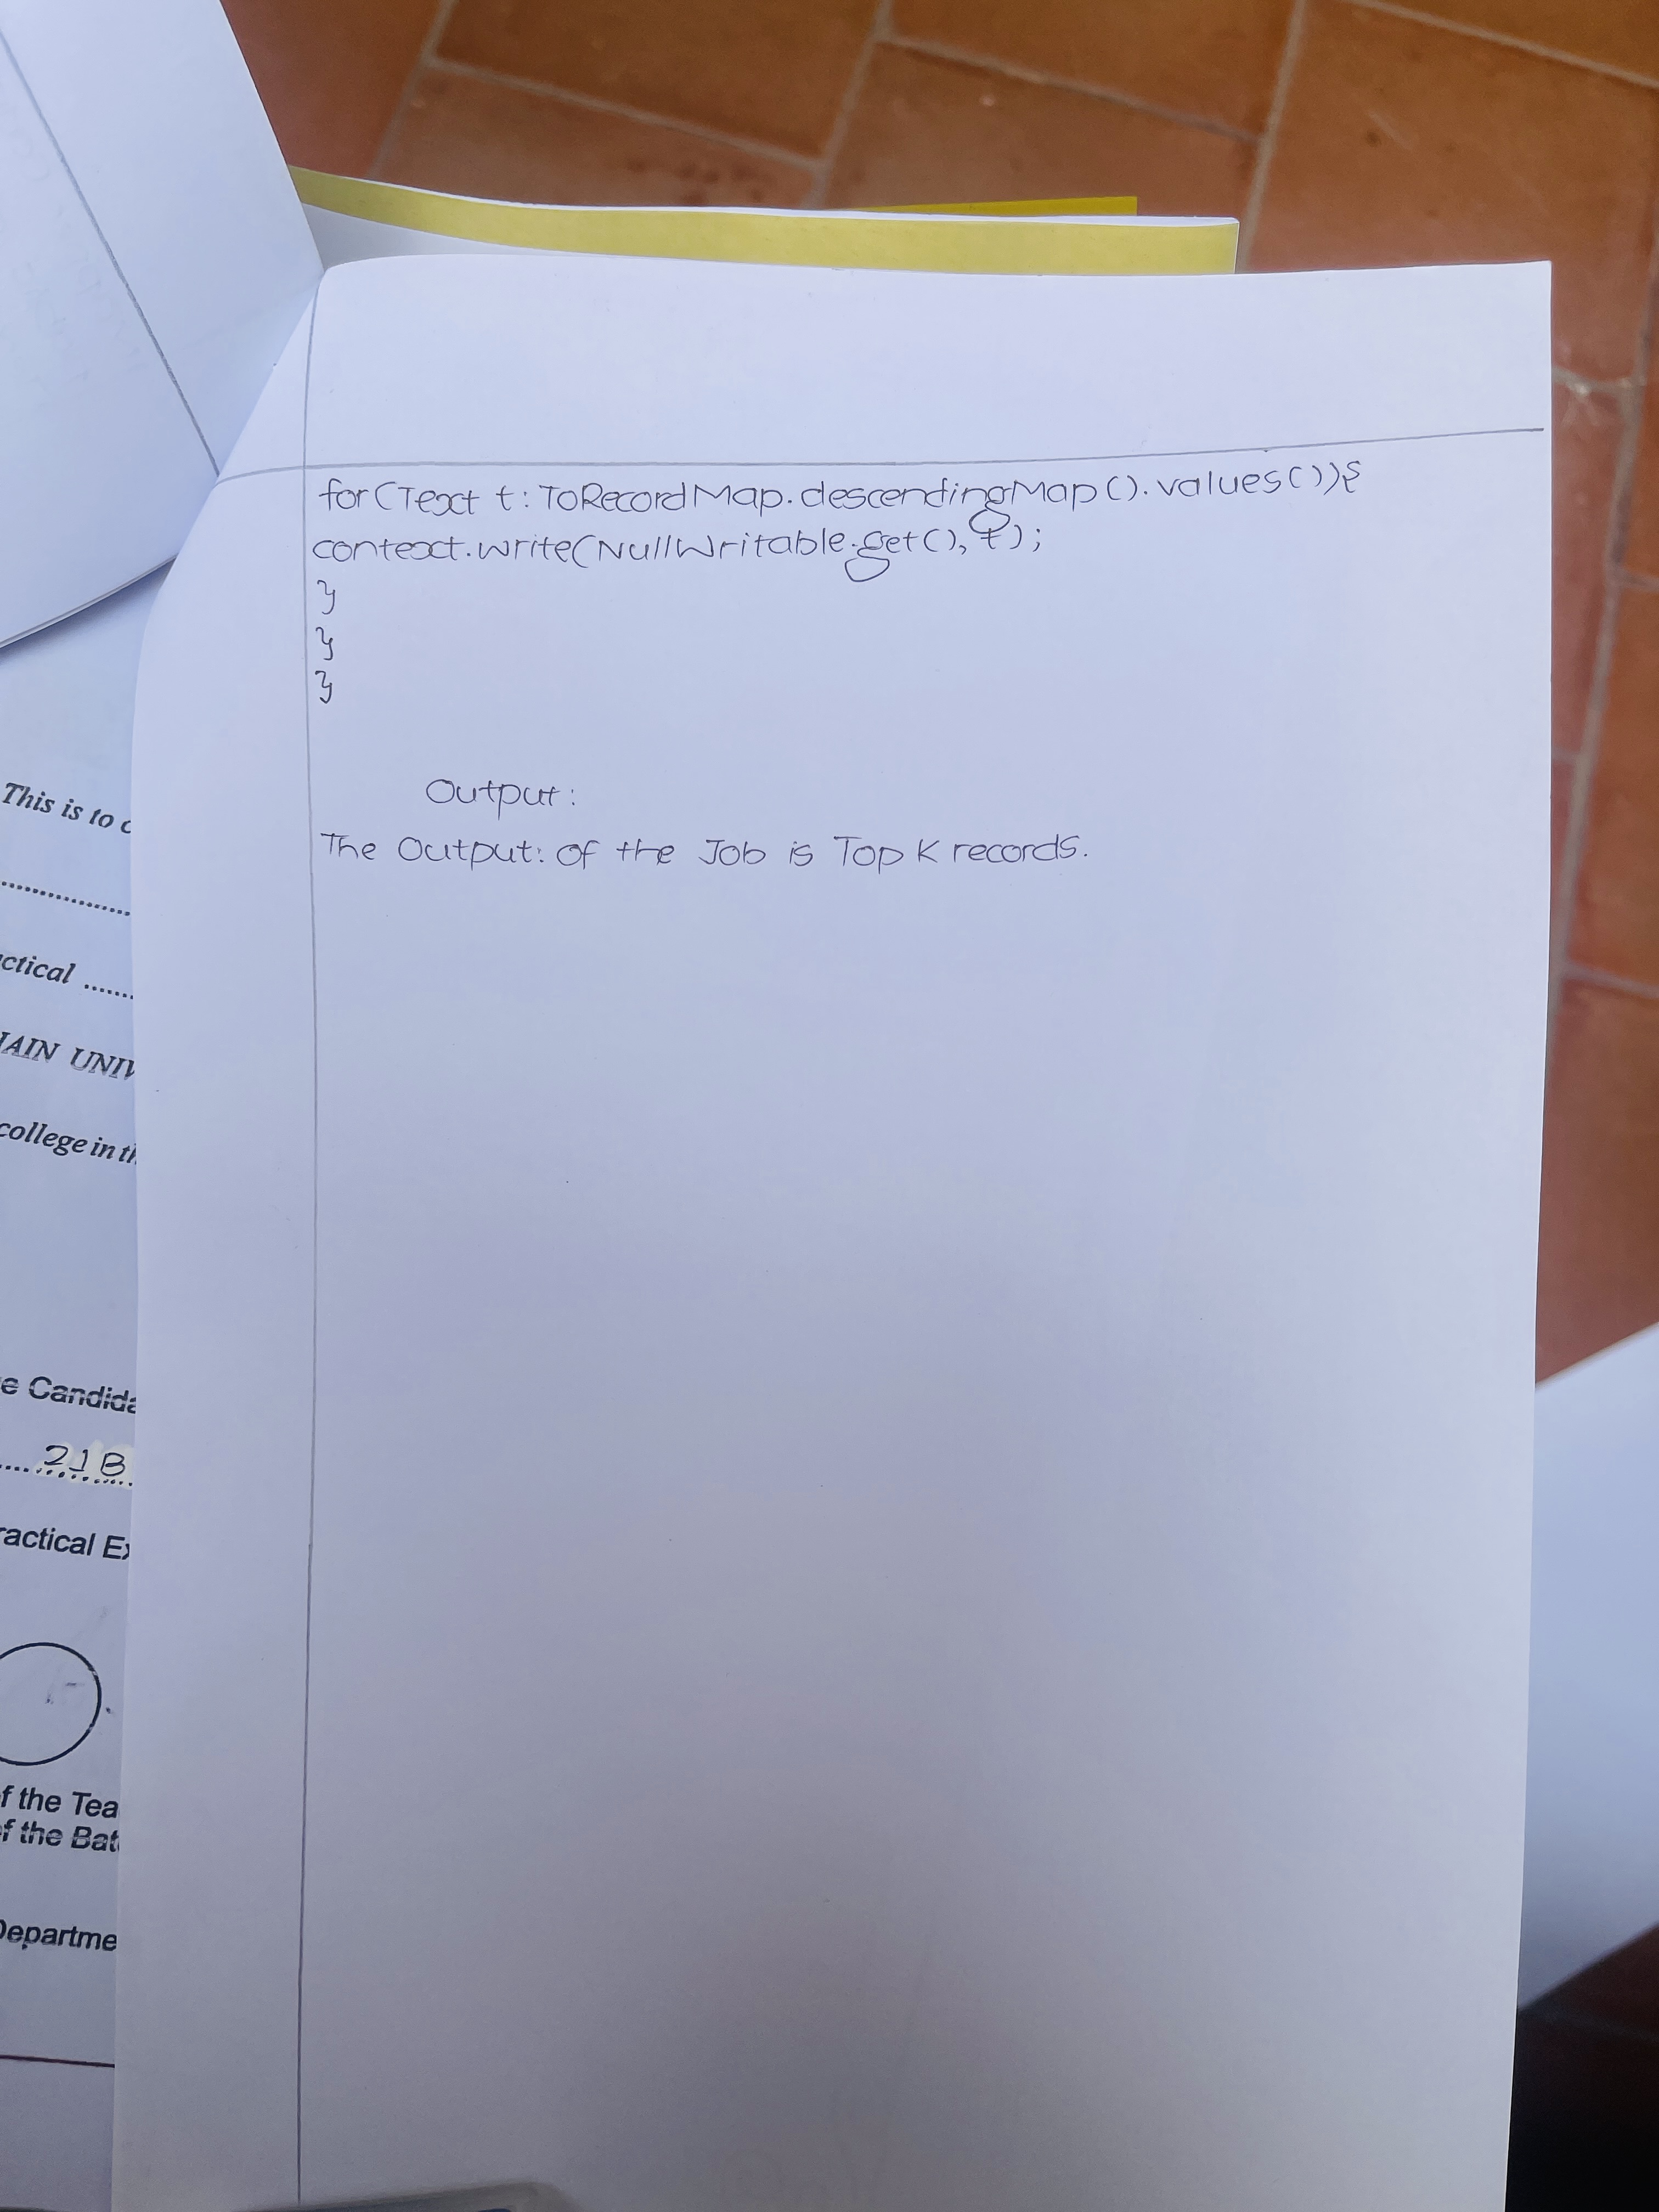 for(Text t: ToRecordMap.descendingMap().values()){
context.write(NullWritable.get(), t);
}
}
}
Output:
The Output: of the Job is Top K records.
This is to
ctical ......
JAIN UNIV
college in th
e Candida
.... 21B
ractical Ex
f the Tea
f the Bat
Departme